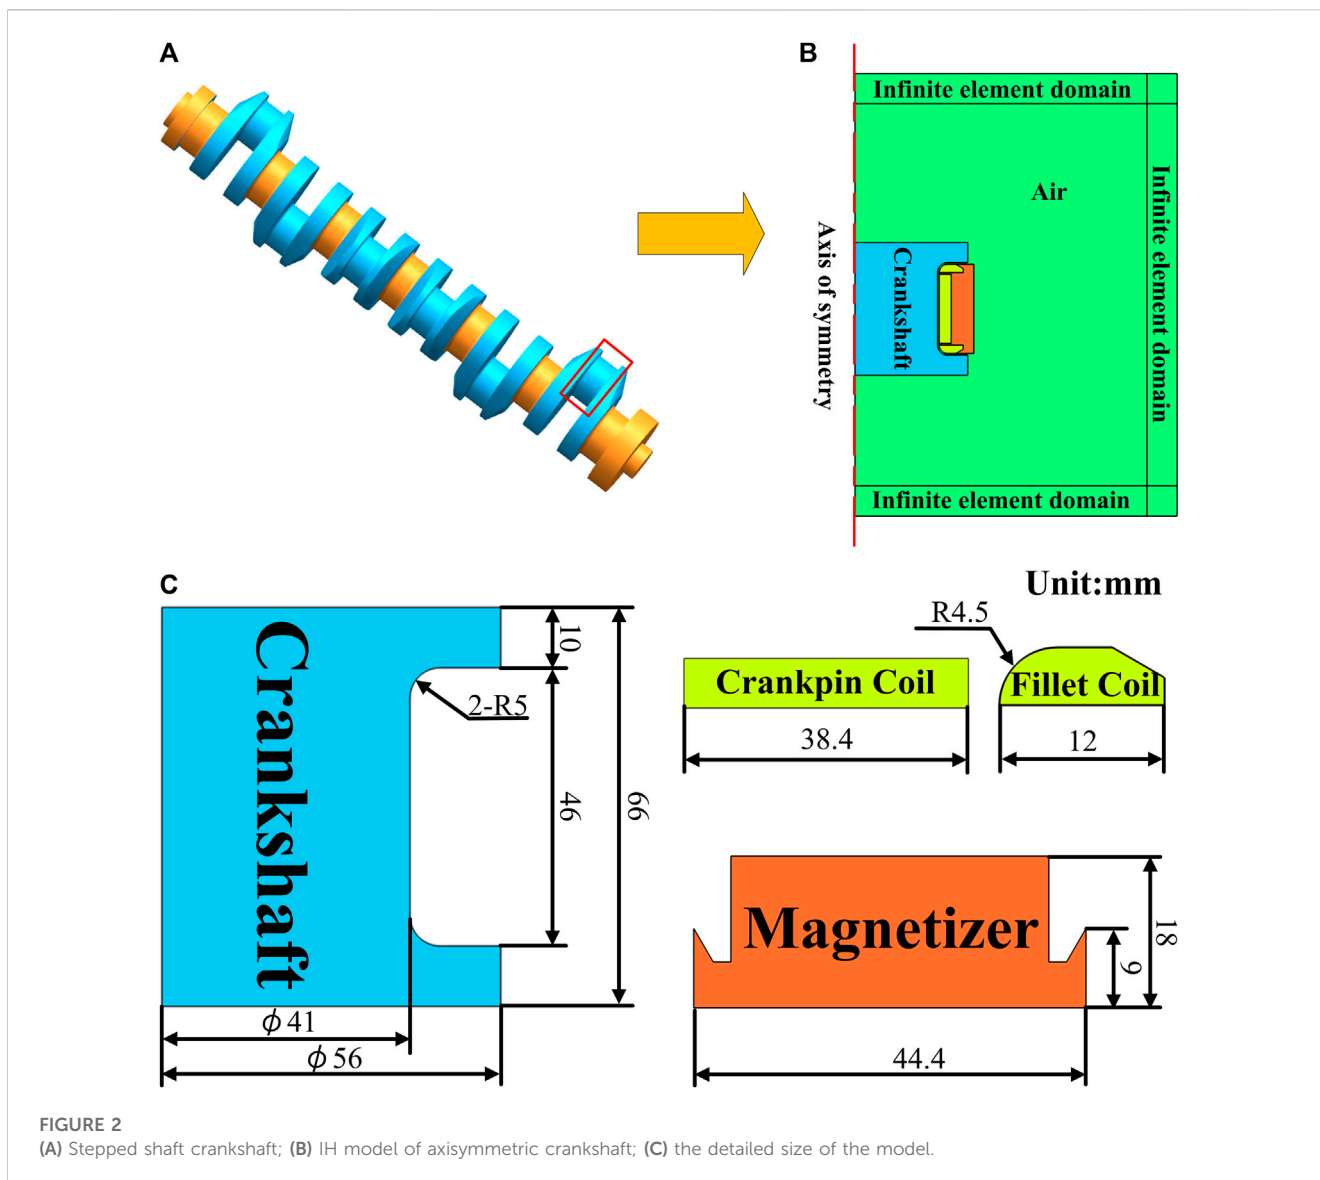 A
B
Infinite element domain
Air
Infinite element domain
Axis of symmetry
Crankshaft
Infinite element domain
C
Unit:mm
Crankshaft
10
2-R5
46
66
ϕ41
ϕ56
R4.5
Crankpin Coil
Fillet Coil
38.4
12
Magnetizer
18
9
44.4
FIGURE 2
(A) Stepped shaft crankshaft; (B) IH model of axisymmetric crankshaft; (C) the detailed size of the model.